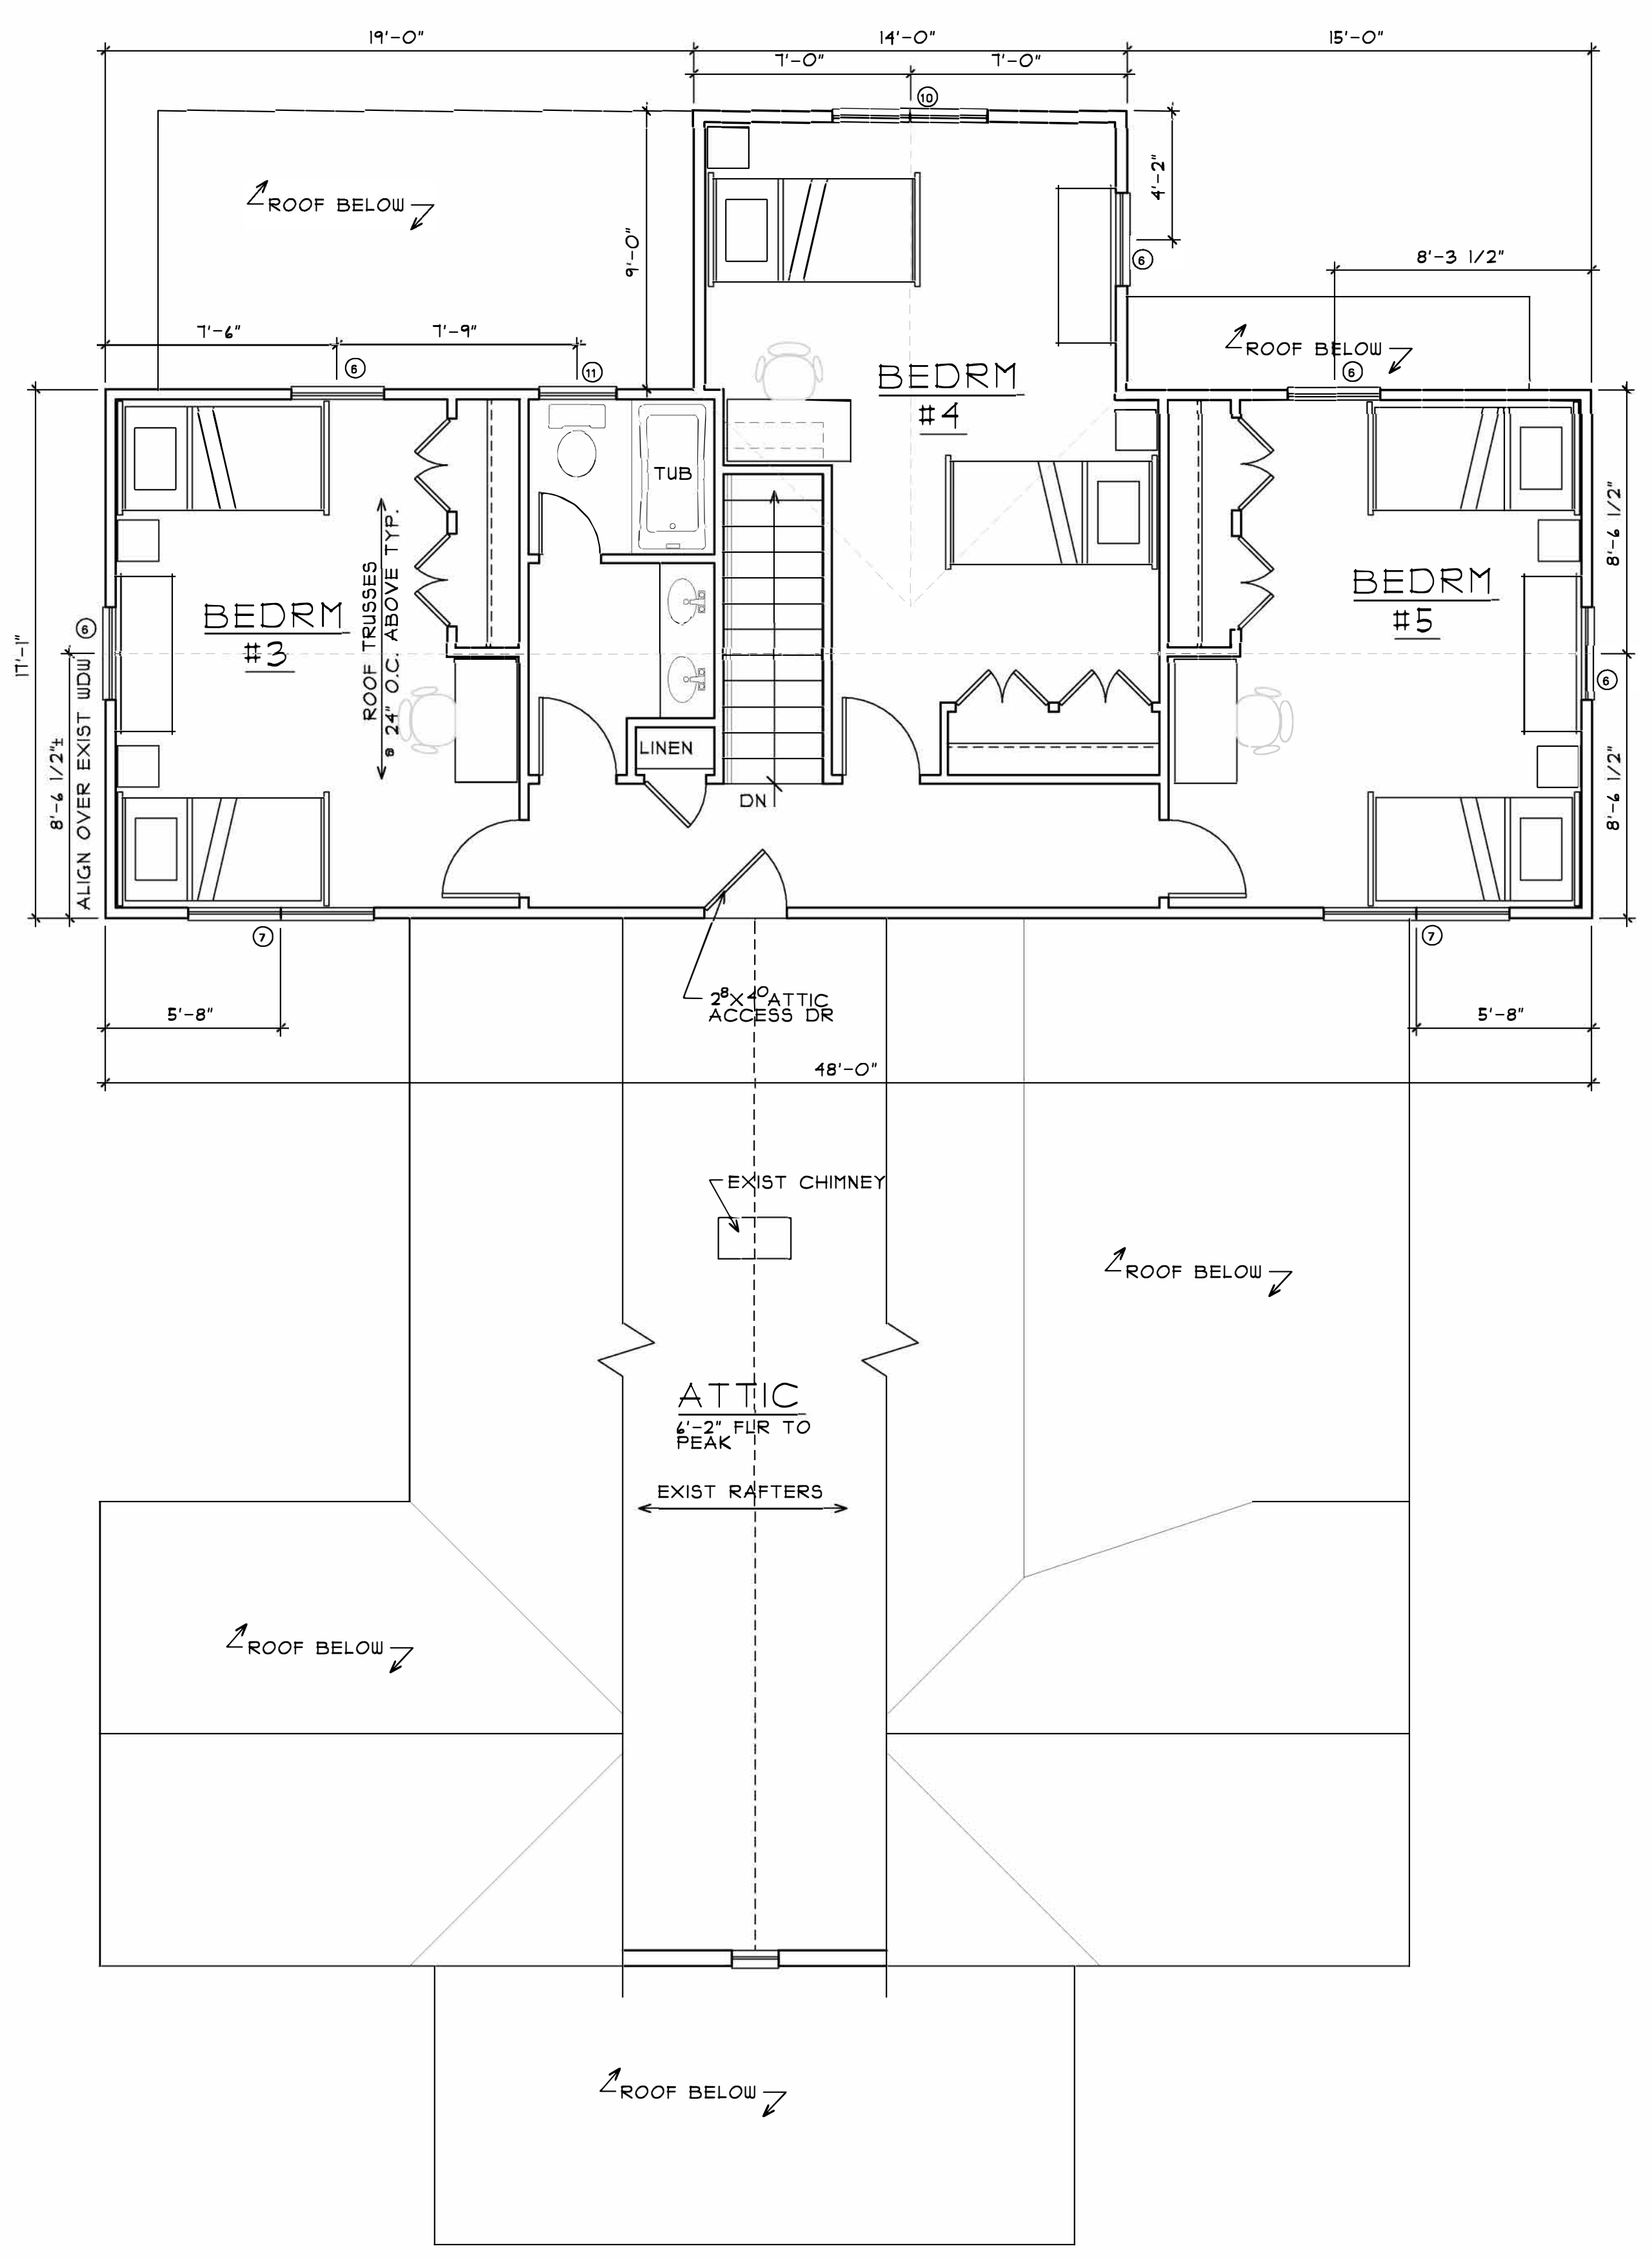 19'-0"
14'-0"
15'-0"
7'-0"
7'-0"
10
4'-2"
ROOF BELOW
9'-0"
6
8'-3 1/2"
7'-6"
7'-9"
ROOF BELOW
6
11
6
BEDRM
#4
TUB
8'-6 1/2"
ROOF TRUSSES
@ 24" O.C. ABOVE TYP.
BEDRM
#3
BEDRM
#5
6
17'-1"
6
LINEN
8'-6 1/2"±
ALIGN OVER EXIST WDW
8'-6 1/2"
DN
7
7
2⁸X4⁰ ATTIC
ACCESS DR
5'-8"
5'-8"
48'-0"
EXIST CHIMNEY
ROOF BELOW
ATTIC
6'-2" FLR TO
PEAK
EXIST RAFTERS
ROOF BELOW
ROOF BELOW